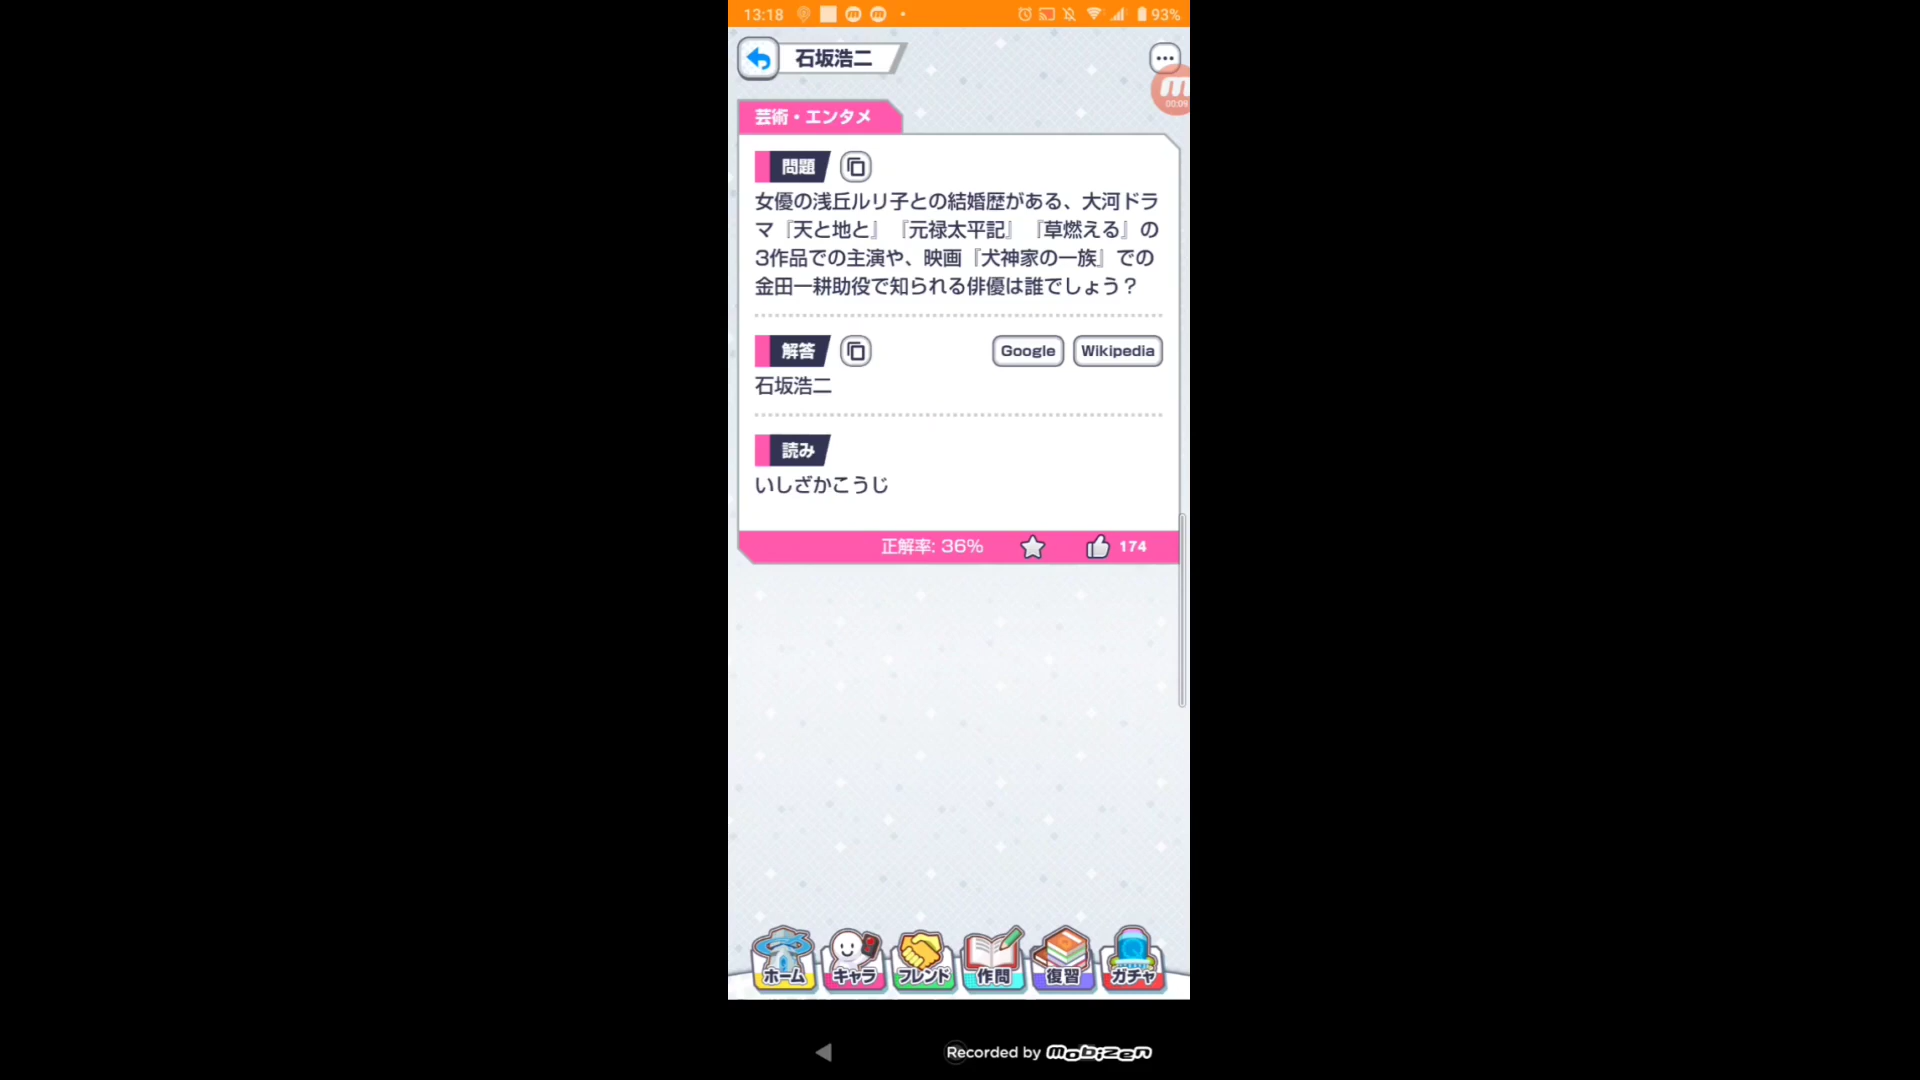 13:18
93%
石坂浩二
00:09
芸術・エンタメ
問題
女優の浅丘ルリ子との結婚歴がある、大河ドラ
マ『天と地と』『元禄太平記』『草燃える』の
3作品での主演や、映画『犬神家の一族』での
金田一耕助役で知られる俳優は誰でしょう?
解答
Google
Wikipedia
石坂浩二
読み
いしざかこうじ
正解率: 36%
174
ホーム
キャラ
フレンド
作問
復習
ガチャ
Recorded by mobizen